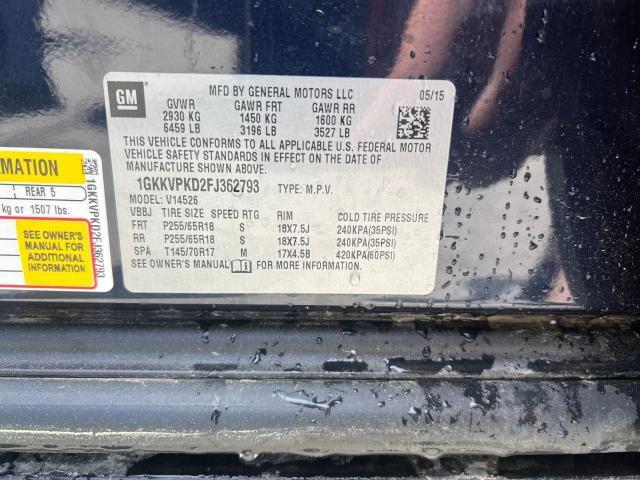 GM
MFD BY GENERAL MOTORS LLC 05/15
GVWR GAWR FRT GAWR RR
2930 KG 1450 KG 1600 KG
6459 LB 3196 LB 3527 LB
THIS VEHICLE CONFORMS TO ALL APPLICABLE U.S. FEDERAL MOTOR
VEHICLE SAFETY STANDARDS IN EFFECT ON THE DATE OF
MANUFACTURE SHOWN ABOVE.
1GKKVPKD2FJ362793 TYPE: M.P.V.
MODEL: V14526
VBBJ TIRE SIZE SPEED RTG RIM COLD TIRE PRESSURE
FRT P255/65R18 S 18X7.5J 240KPA(35PSI)
RR P255/65R18 S 18X7.5J 240KPA(35PSI)
SPA T145/70R17 M 17X4.5B 420KPA(60PSI)
SEE OWNER'S MANUAL FOR MORE INFORMATION.
RMATION
REAR 5
kg or 1507 lbs.
SEE OWNER'S
MANUAL FOR
ADDITIONAL
INFORMATION
1GKKVPKD2FJ362793